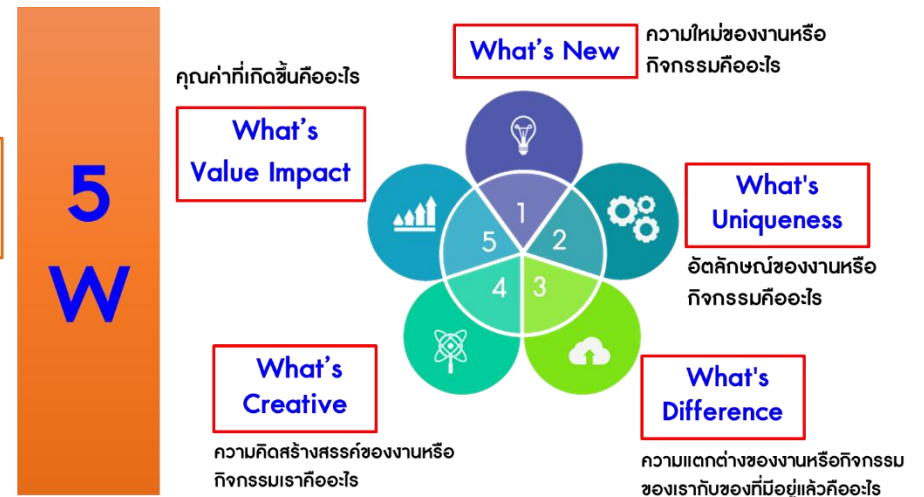 5
W
What's New
ความใหม่ของงานหรือ
กิจกรรมคืออะไร
1
What's
Uniqueness
อัตลักษณ์ของงานหรือ
กิจกรรมคืออะไร
2
What's
Difference
ความแตกต่างของงานหรือกิจกรรม
ของเรากับของที่มีอยู่แล้วคืออะไร
3
What's
Creative
ความคิดสร้างสรรค์ของงานหรือ
กิจกรรมเราคืออะไร
4
คุณค่าที่เกิดขึ้นคืออะไร
What's
Value Impact
5